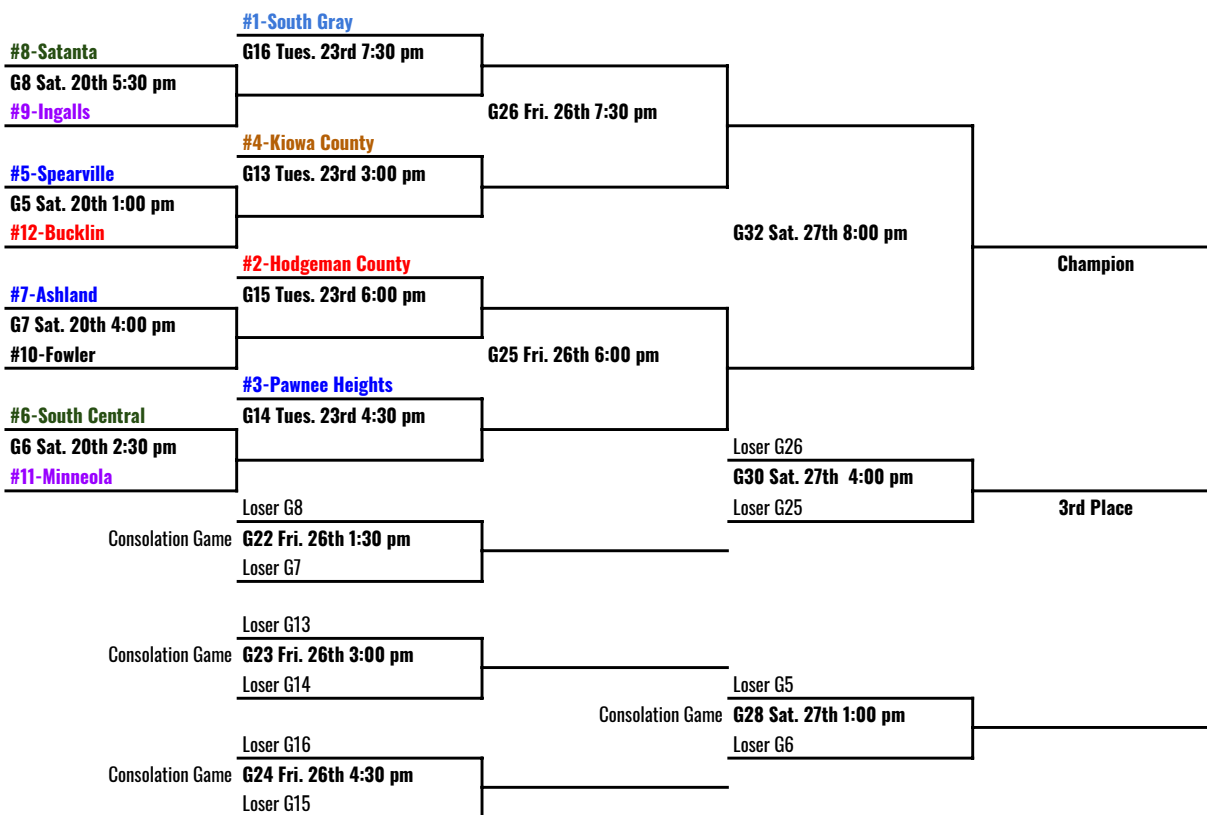 #1-South Gray
#8-Satanta
G16 Tues. 23rd 7:30 pm
G8 Sat. 20th 5:30 pm
#9-Ingalls
G26 Fri. 26th 7:30 pm
#4-Kiowa County
#5-Spearville
G13 Tues. 23rd 3:00 pm
G5 Sat. 20th 1:00 pm
#12-Bucklin
G32 Sat. 27th 8:00 pm
#2-Hodgeman County
Champion
#7-Ashland
G15 Tues. 23rd 6:00 pm
G7 Sat. 20th 4:00 pm
#10-Fowler
G25 Fri. 26th 6:00 pm
#3-Pawnee Heights
#6-South Central
G14 Tues. 23rd 4:30 pm
G6 Sat. 20th 2:30 pm
Loser G26
#11-Minneola
G30 Sat. 27th  4:00 pm
Loser G8
Loser G25
3rd Place
Consolation Game
G22 Fri. 26th 1:30 pm
Loser G7
Loser G13
Consolation Game
G23 Fri. 26th 3:00 pm
Loser G14
Loser G5
Consolation Game
G28 Sat. 27th 1:00 pm
Loser G16
Loser G6
Consolation Game
G24 Fri. 26th 4:30 pm
Loser G15